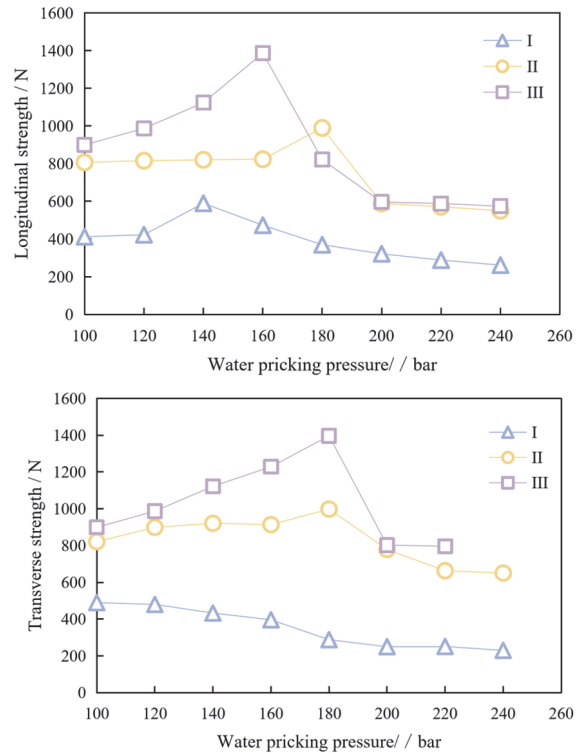 1600
1400
1200
1000
800
600
400
200
0
Longitudinal strength / N
I
II
III
100 120 140 160 180 200 220 240 260
Water pricking pressure/ / bar
1600
1400
1200
1000
800
600
400
200
0
Transverse strength / N
I
II
III
100 120 140 160 180 200 220 240 260
Water pricking pressure/ / bar